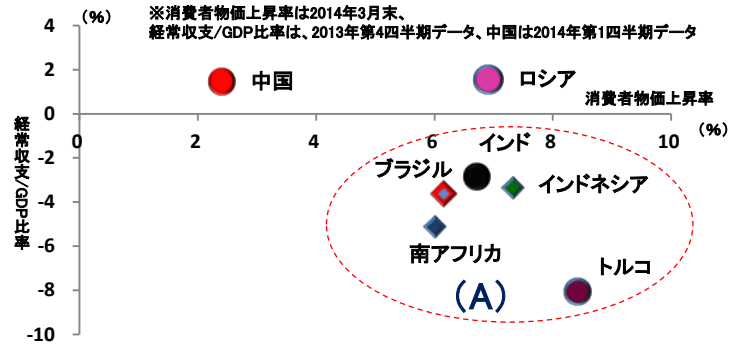 (%)
※消費者物価上昇率は2014年3月末、
経常収支/GDP比率は、2013年第4四半期データ、中国は2014年第1四半期データ
4
2
0
-2
-4
-6
-8
-10
経常収支/GDP比率
中国
ロシア
消費者物価上昇率
0 2 4 6 8 10
(%)
インド
ブラジル
インドネシア
南アフリカ
トルコ
(A)